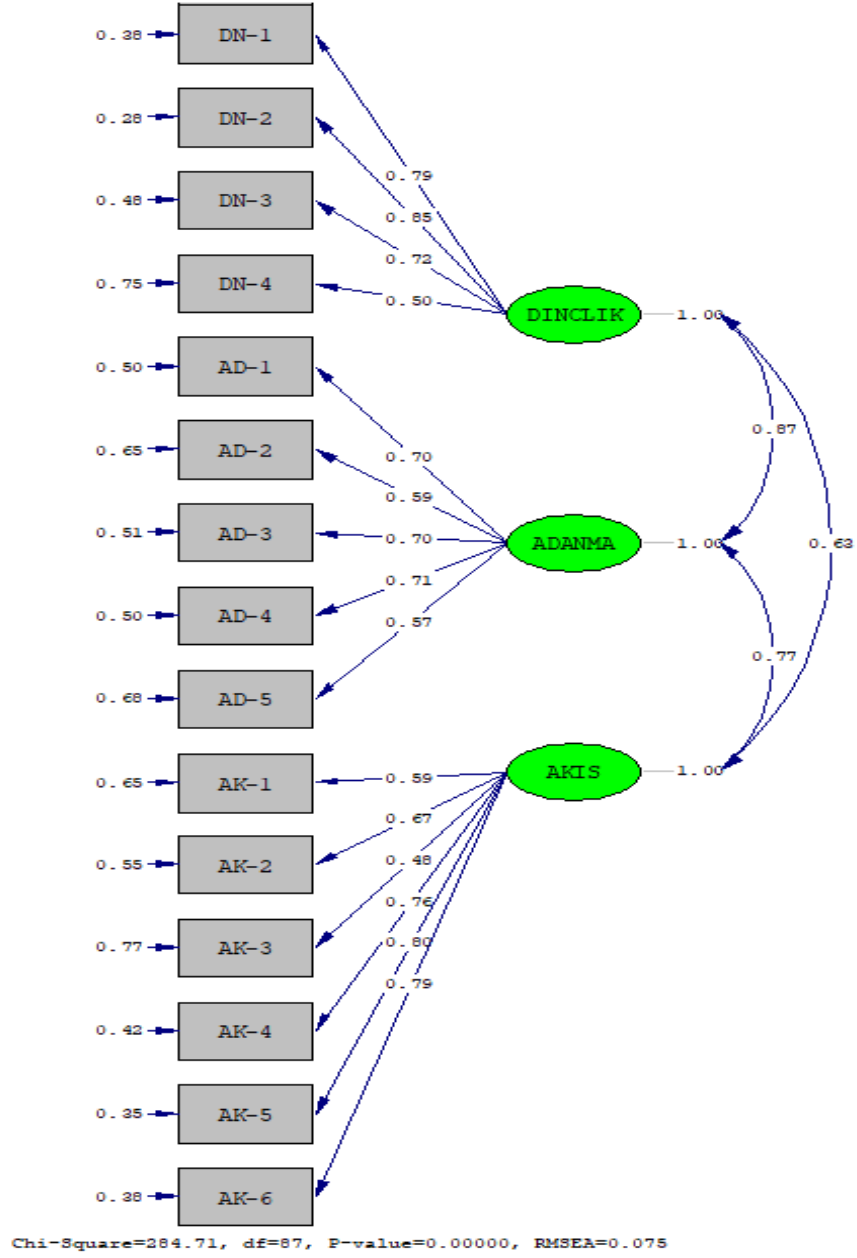 0.38 DN-1
0.28 DN-2
0.48 DN-3
0.75 DN-4
0.50 AD-1
0.65 AD-2
0.51 AD-3
0.50 AD-4
0.68 AD-5
0.65 AK-1
0.55 AK-2
0.77 AK-3
0.42 AK-4
0.35 AK-5
0.38 AK-6
0.79
0.85
0.72
0.50
0.70
0.59
0.70
0.71
0.57
0.59
0.67
0.48
0.76
0.80
0.79
DINCLIK 1.00
ADANMA 1.00
AKIS 1.00
0.87
0.63
0.77
Chi-Square=284.71, df=87, P-value=0.00000, RMSEA=0.075